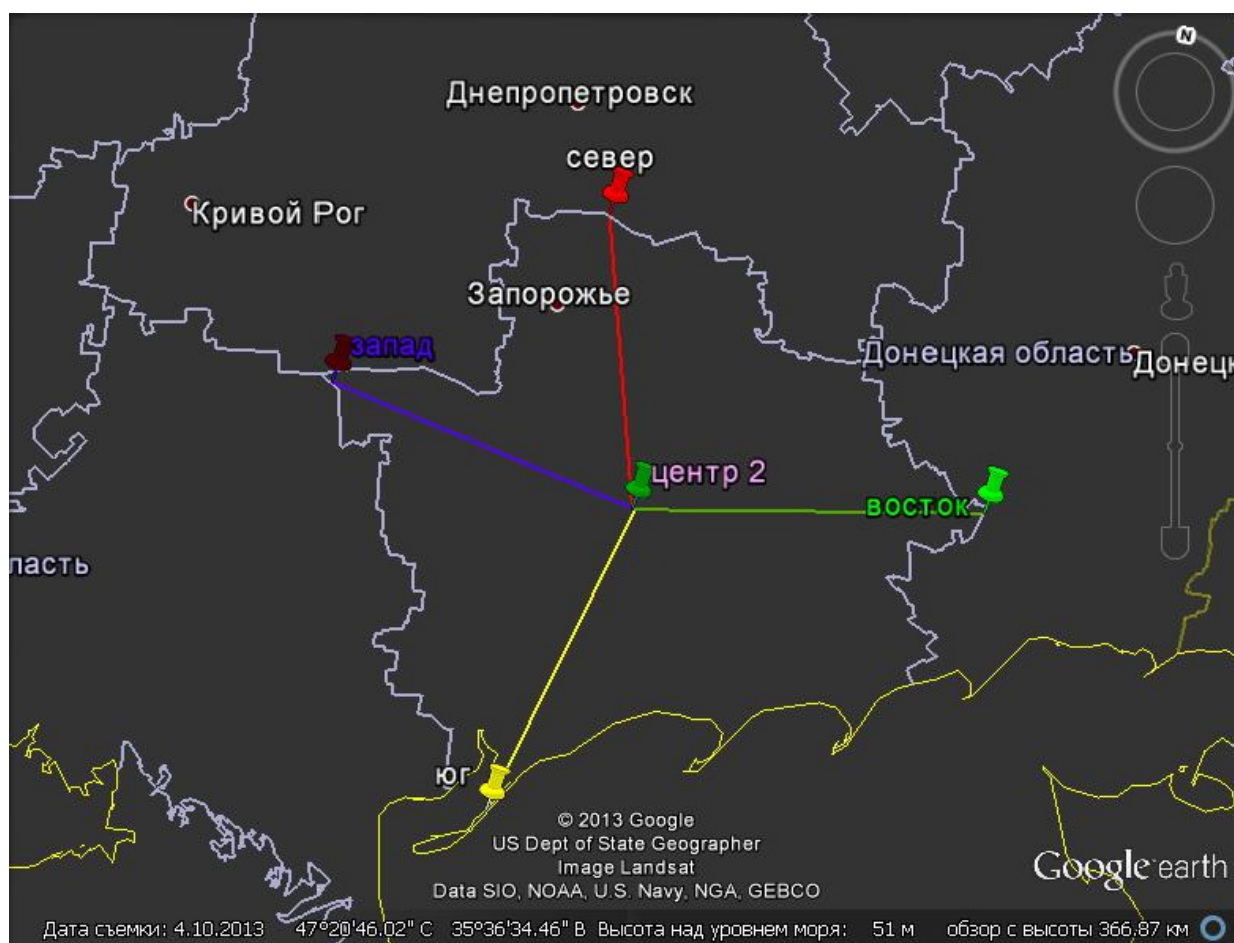 N
Днепропетровск
север
Кривой Рог
Запорожье
запад
Донецкая область
Донецк
центр 2
восток
ласть
юг
© 2013 Google
US Dept of State Geographer
Image Landsat
Data SIO, NOAA, U.S. Navy, NGA, GEBCO
Google earth
Дата съемки: 4.10.2013 47°20'46.02" С 35°36'34.46" В Высота над уровнем моря: 51 м обзор с высоты 366.87 км